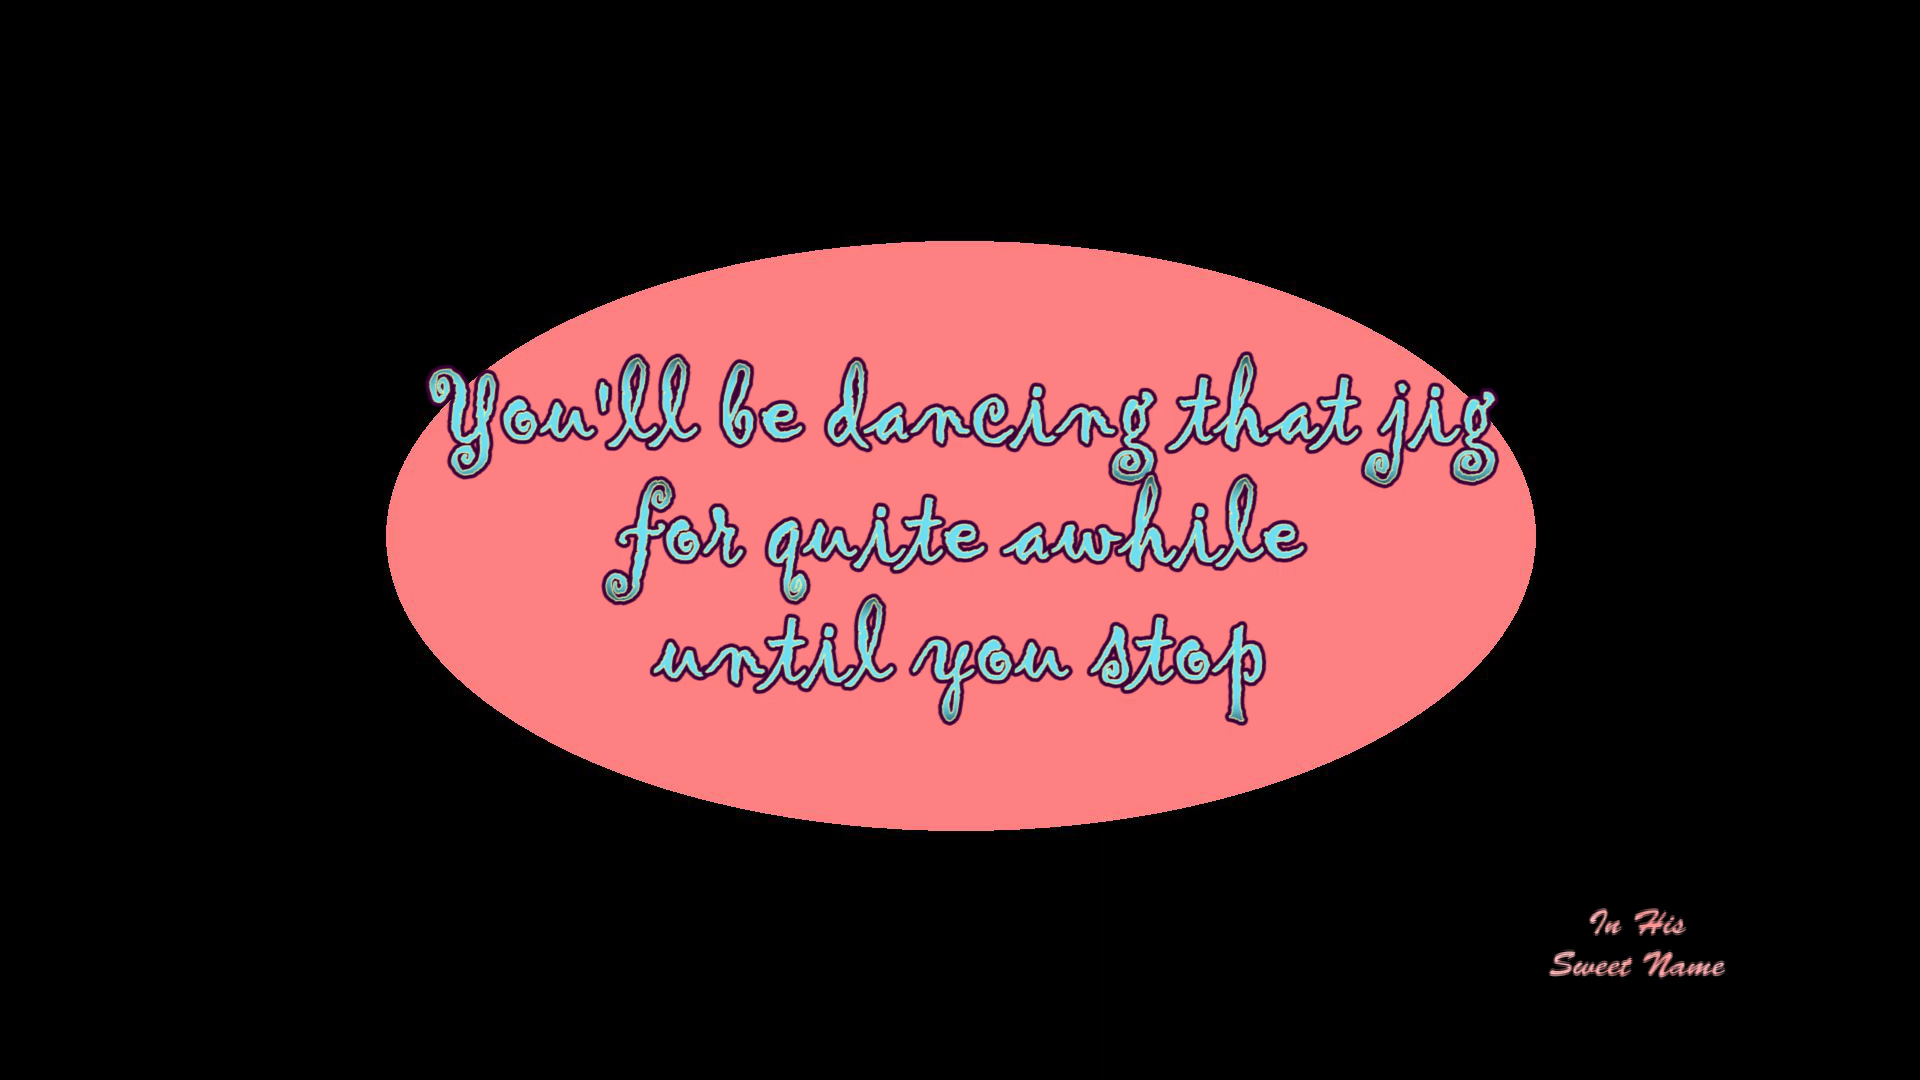 You'll be dancing that jig
for quite awhile
until you stop
In His
Sweet Name